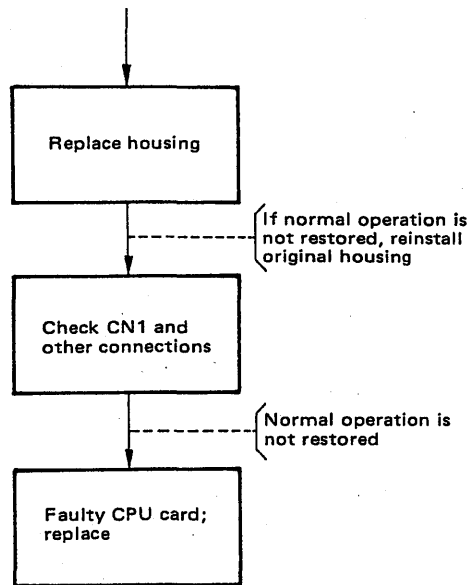 Replace housing
If normal operation is
not restored, reinstall
original housing
Check CN1 and
other connections
Normal operation is
not restored
Faulty CPU card;
replace